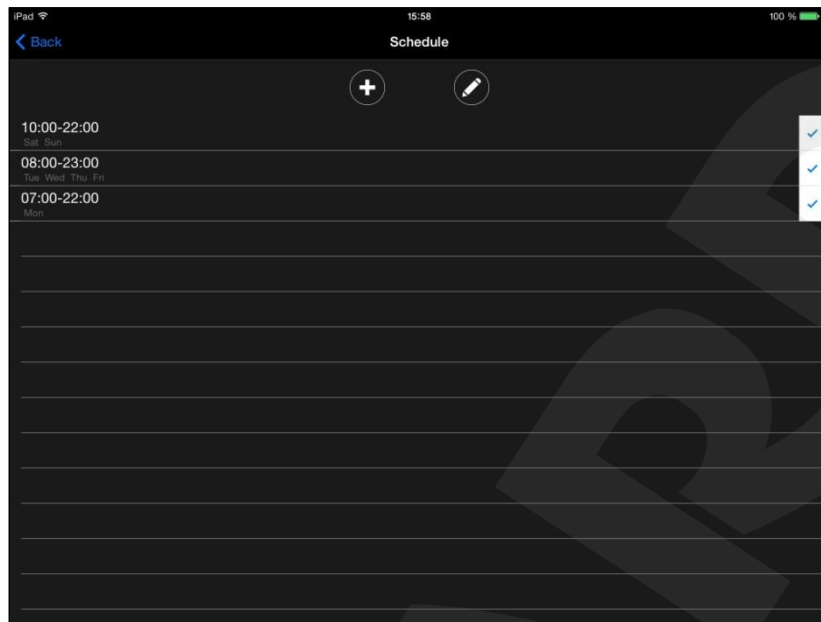 iPad 15:58 100 %
Back Schedule
10:00-22:00
Sat Sun
08:00-23:00
Tue Wed Thu Fri
07:00-22:00
Mon